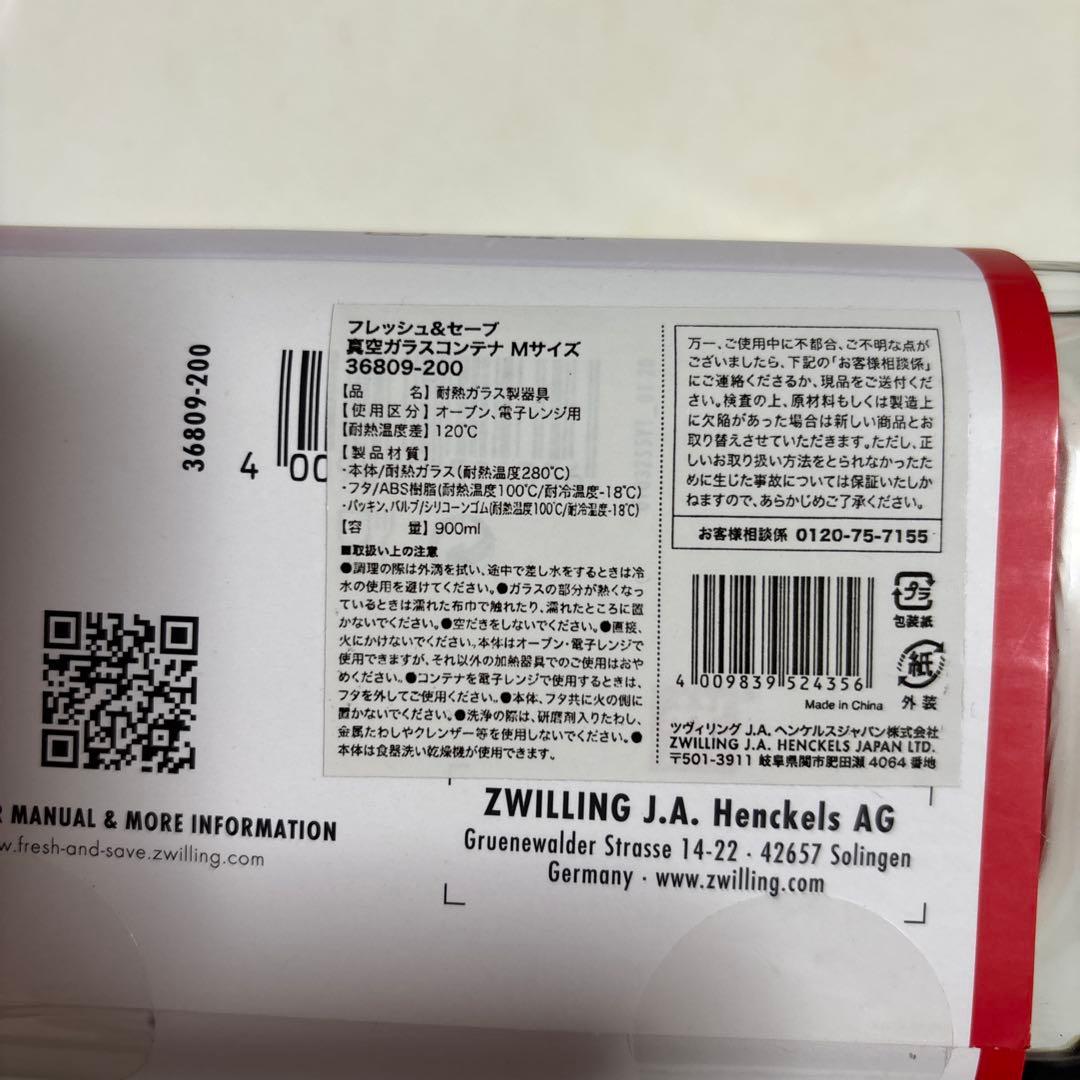 36809-200
4 00
フレッシュ&セーブ
真空ガラスコンテナ Mサイズ
36809-200
【品 名】耐熱ガラス製器具
【使用区分】オーブン、電子レンジ用
【耐熱温度差】120℃
【製品材質】
・本体/耐熱ガラス(耐熱温度280℃)
・フタ/ABS樹脂(耐熱温度100℃/耐冷温度-18℃)
・パッキン、バルブ/シリコーンゴム(耐熱温度100℃/耐冷温度-18℃)
【容 量】900ml
■取扱い上の注意
●調理の際は外滴を拭い、途中で差し水をするときは冷
水の使用を避けてください。●ガラスの部分が熱くなっ
ているときは濡れた布巾で触れたり、濡れたところに置
かないでください。●空だきをしないでください。●直接、
火にかけないでください。本体はオーブン・電子レンジで
使用できますが、それ以外の加熱器具でのご使用はおや
めください。●コンテナを電子レンジで使用するときは、
フタを外してご使用ください。●本体、フタ共に火の側に
置かないでください。●洗浄の際は、研磨剤入りたわし、
金属たわしやクレンザー等を使用しないでください。●
本体は食器洗い乾燥機が使用できます。
万一、ご使用中に不都合、ご不明な点が
ございましたら、下記の「お客様相談係」
にご連絡くださるか、現品をご送付くだ
さい。検査の上、原材料もしくは製造上
に欠陥があった場合は新しい商品とお
取り替えさせていただきます。ただし、正
しいお取り扱い方法をとられなかったた
めに生じた事故については保証いたしか
ねますので、あらかじめご了承ください。
お客様相談係 0120-75-7155
プラ
包装紙
紙
外装
4 009839 524356
Made in China
ツヴィリング J.A. ヘンケルスジャパン株式会社
ZWILLING J.A. HENCKELS JAPAN LTD.
〒501-3911 岐阜県関市肥田瀬 4064 番地
MANUAL & MORE INFORMATION
w.fresh-and-save.zwilling.com
ZWILLING J.A. Henckels AG
Gruenewalder Strasse 14-22 · 42657 Solingen
Germany · www.zwilling.com